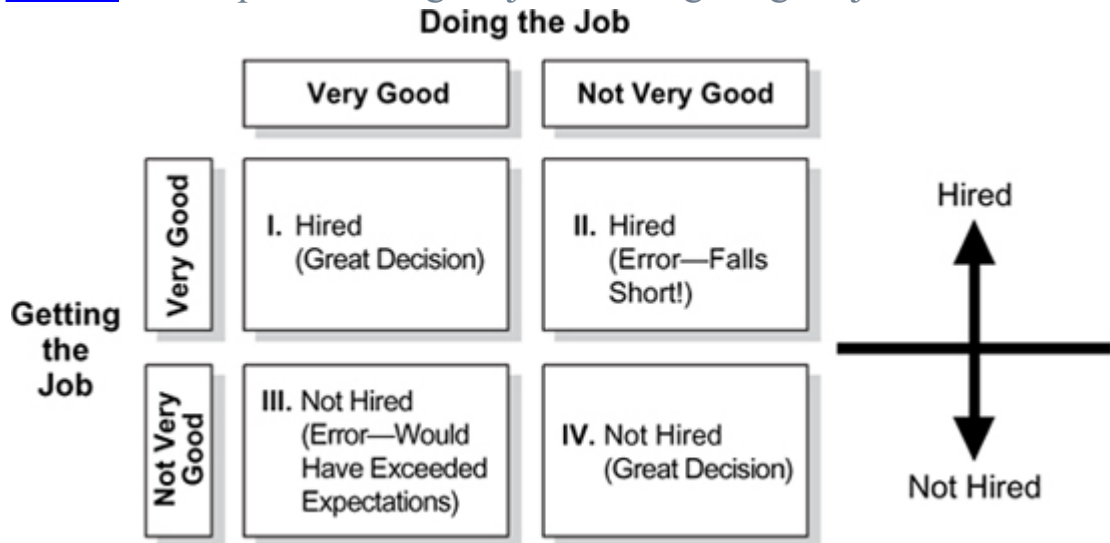 Doing the Job
Very Good
Not Very Good
Very Good
I. Hired
(Great Decision)
II. Hired
(Error—Falls
Short!)
Hired
Getting
the
Job
Not Very
Good
III. Not Hired
(Error—Would
Have Exceeded
Expectations)
IV. Not Hired
(Great Decision)
Not Hired